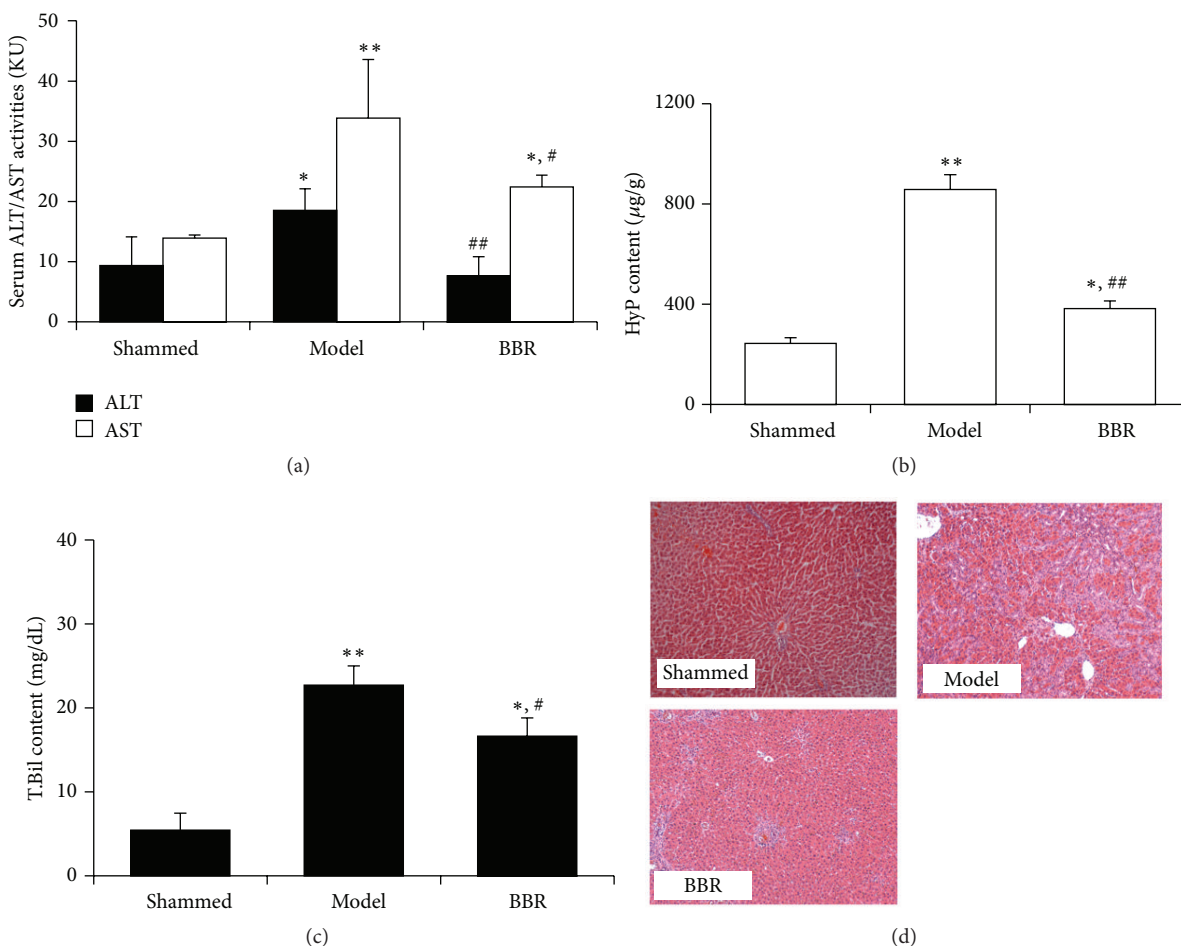 Serum ALT/AST activities (KU)
50
40
30
20
10
0
**
*
*, #
##
Shammed
Model
BBR
ALT
AST
(a)
HyP content (µg/g)
1200
800
400
0
**
*, ##
Shammed
Model
BBR
(b)
T.Bil content (mg/dL)
40
30
20
10
0
**
*, #
Shammed
Model
BBR
(c)
Shammed
Model
BBR
(d)